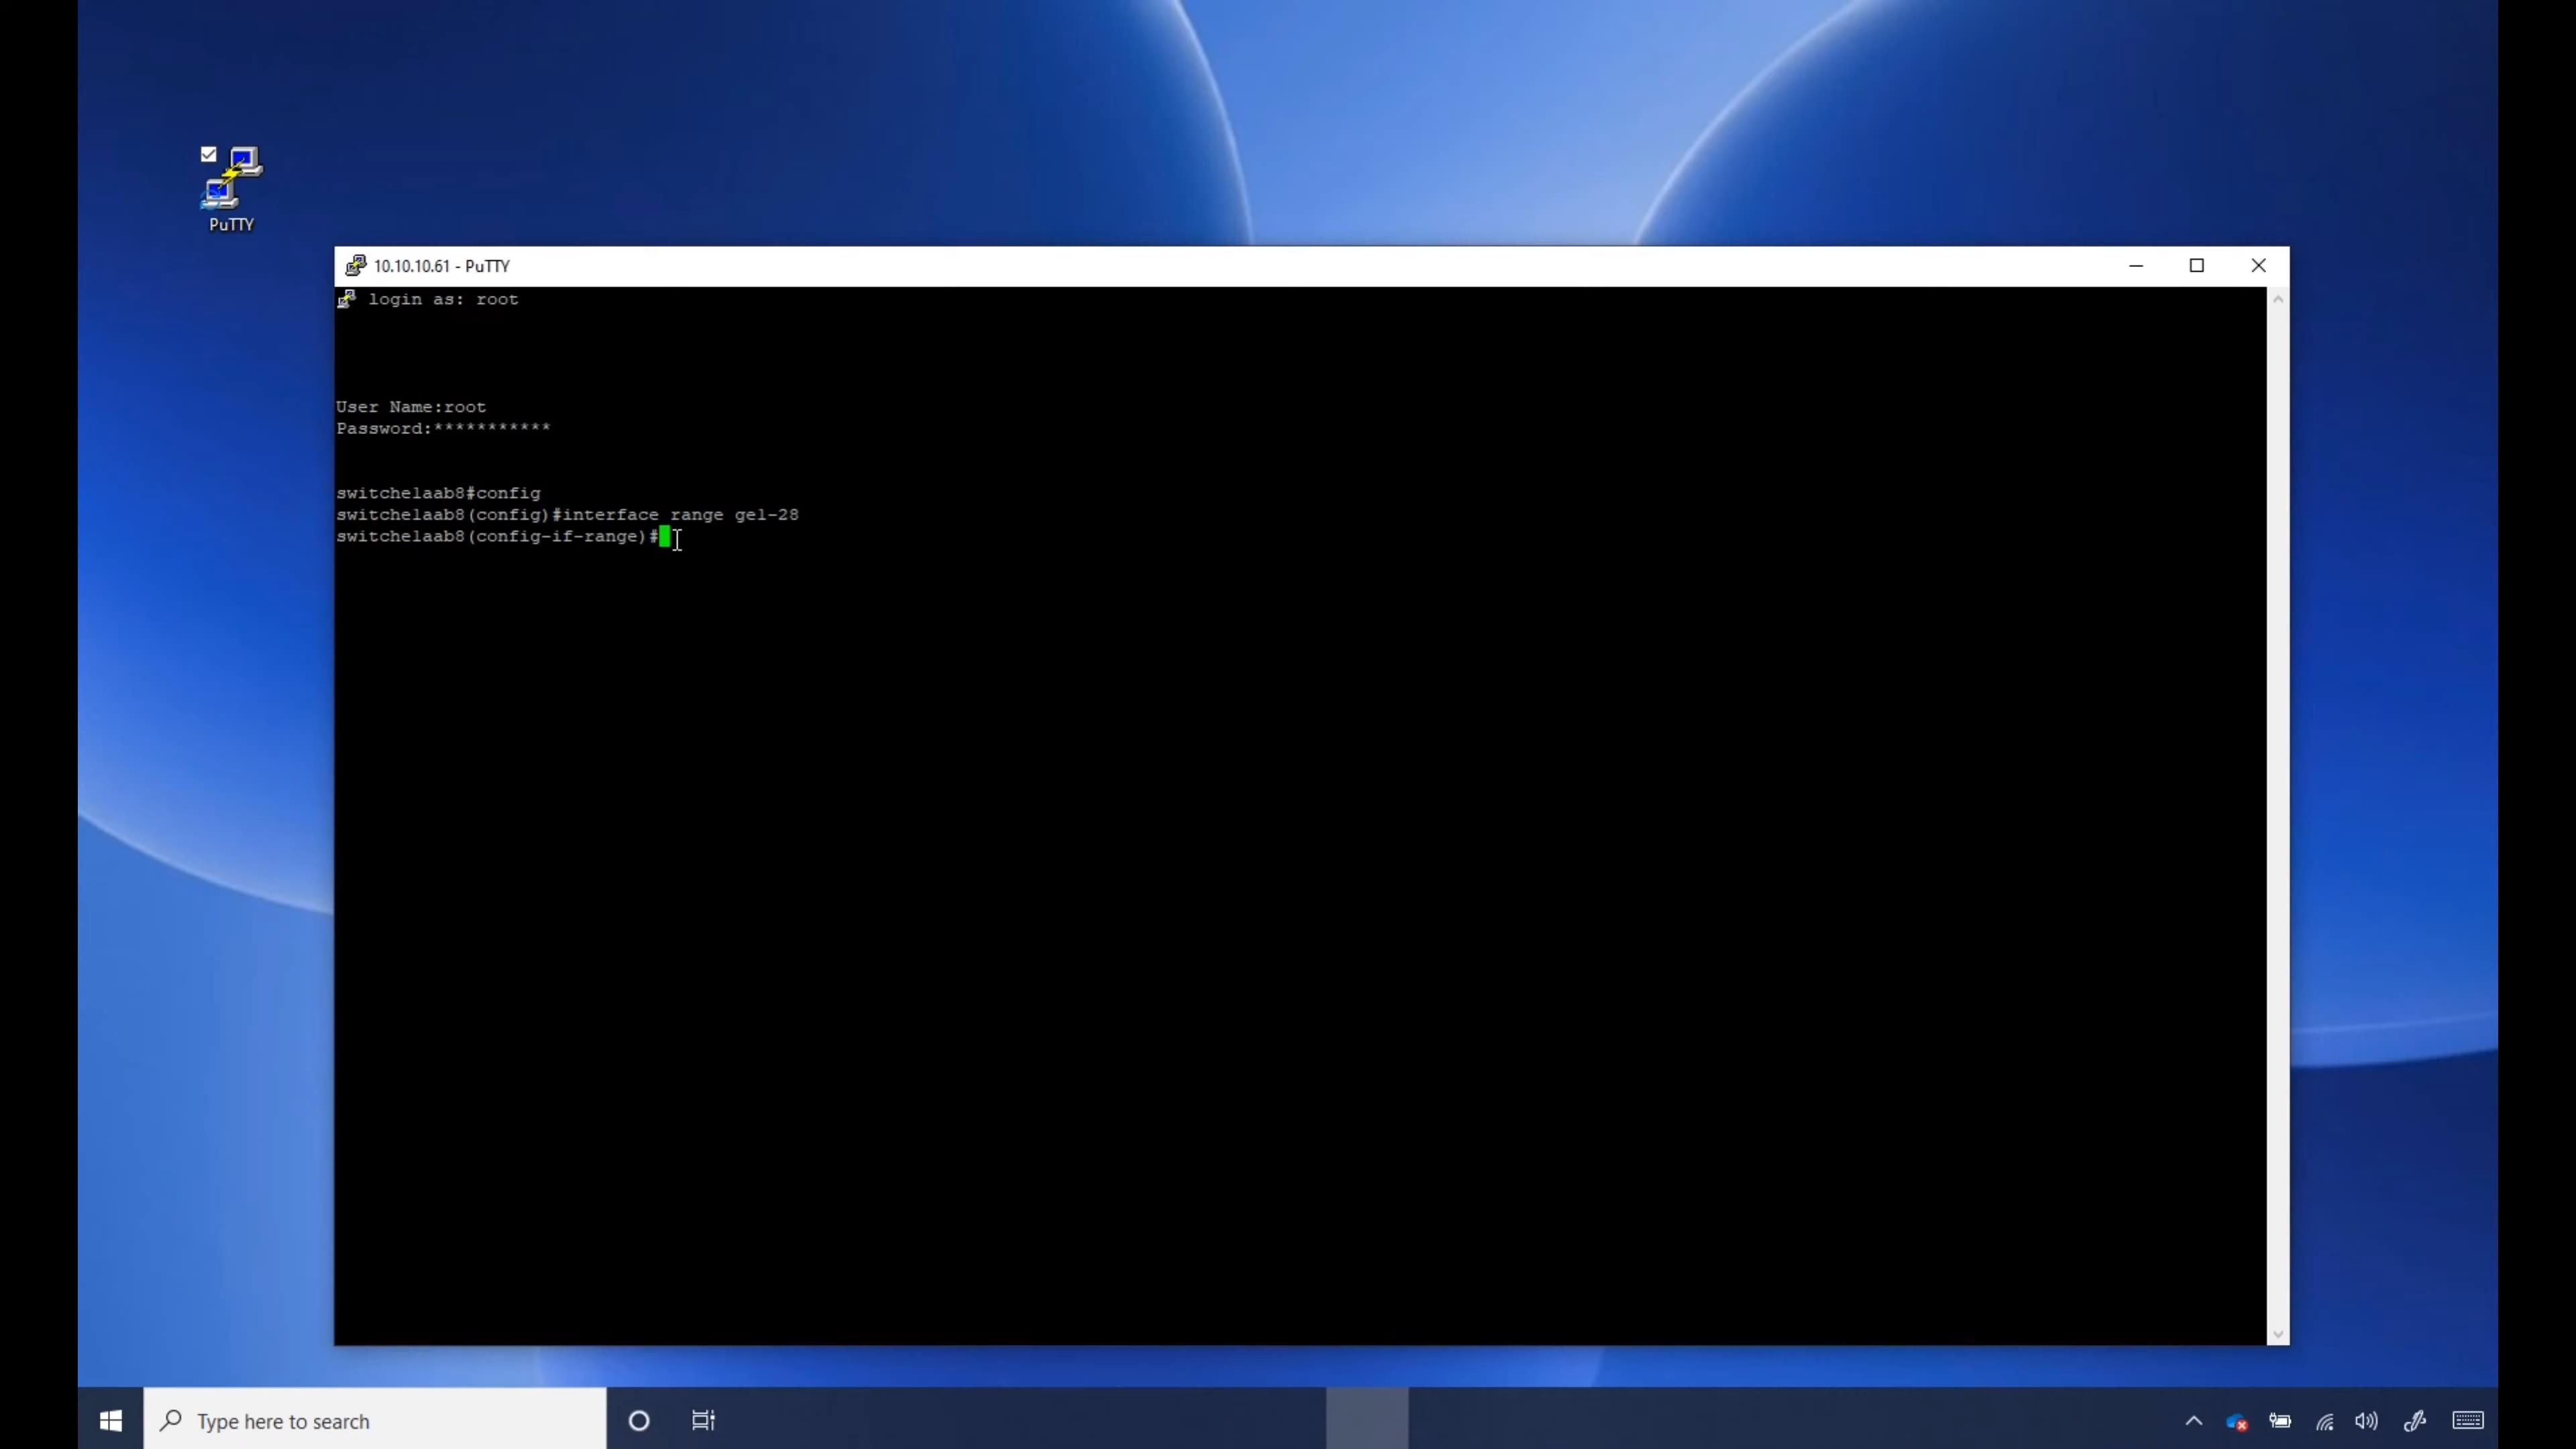 PuTTY
10.10.10.61 - PuTTY
login as: root
User Name:root
Password:***********
switchelaab8#config
switchelaab8(config)#interface range ge1-28
switchelaab8(config-if-range)#
Type here to search